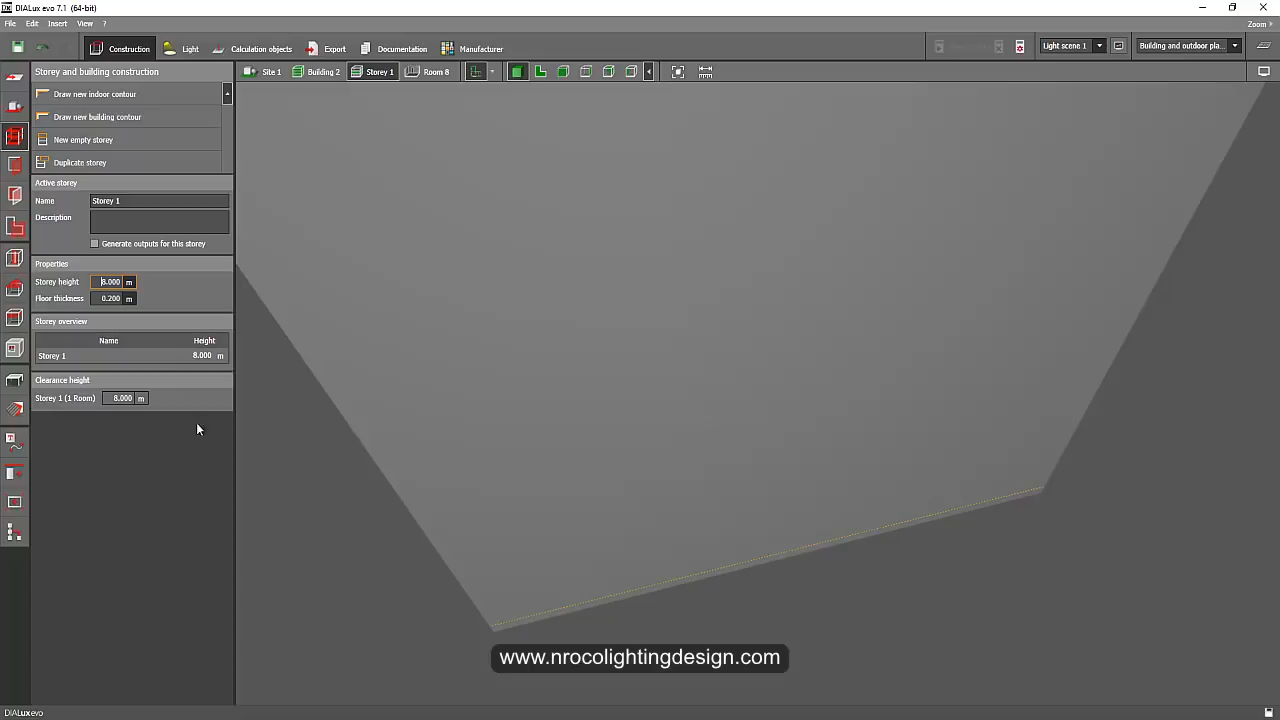 DIALux evo 7.1 (64-bit)
File Edit Insert View ?
Zoom
Construction Light Calculation objects Export Documentation Manufacturer
Light scene 1 Building and outdoor pla...
Storey and building construction
Site 1 Building 2 Storey 1 Room 8
Draw new indoor contour
Draw new building contour
New empty storey
Duplicate storey
Active storey
Name Storey 1
Description
Generate outputs for this storey
Properties
Storey height 8.000 m
Floor thickness 0.200 m
Storey overview
Name Height
Storey 1 8.000 m
Clearance height
Storey 1 (1 Room) 8.000 m
www.nrocolightingdesign.com
DIALux evo